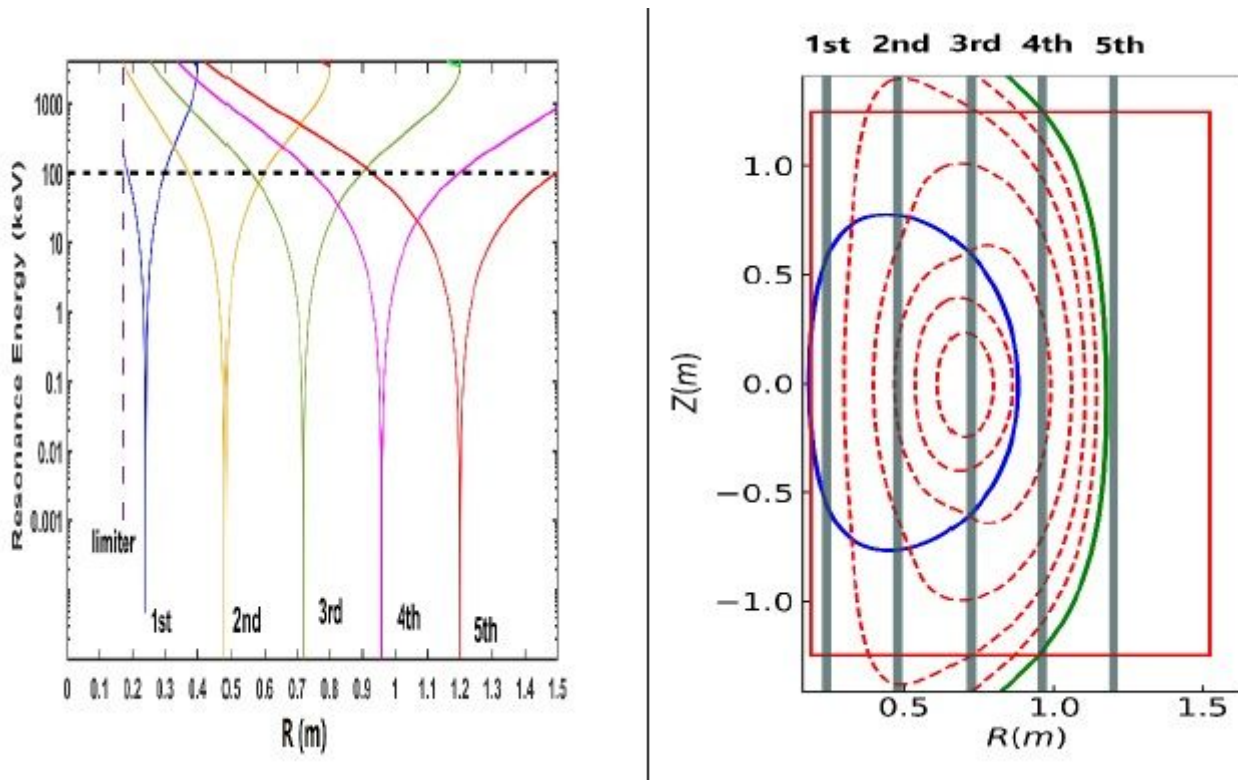 Resonance Energy (keV)
1000
100
10
1
0.1
0.01
0.001
limiter
1st
2nd
3rd
4th
5th
0 0.1 0.2 0.3 0.4 0.5 0.6 0.7 0.8 0.9 1 1.1 1.2 1.3 1.4 1.5
R (m)
1st 2nd 3rd 4th 5th
Z(m)
1.0
0.5
0.0
−0.5
−1.0
0.5 1.0 1.5
R(m)